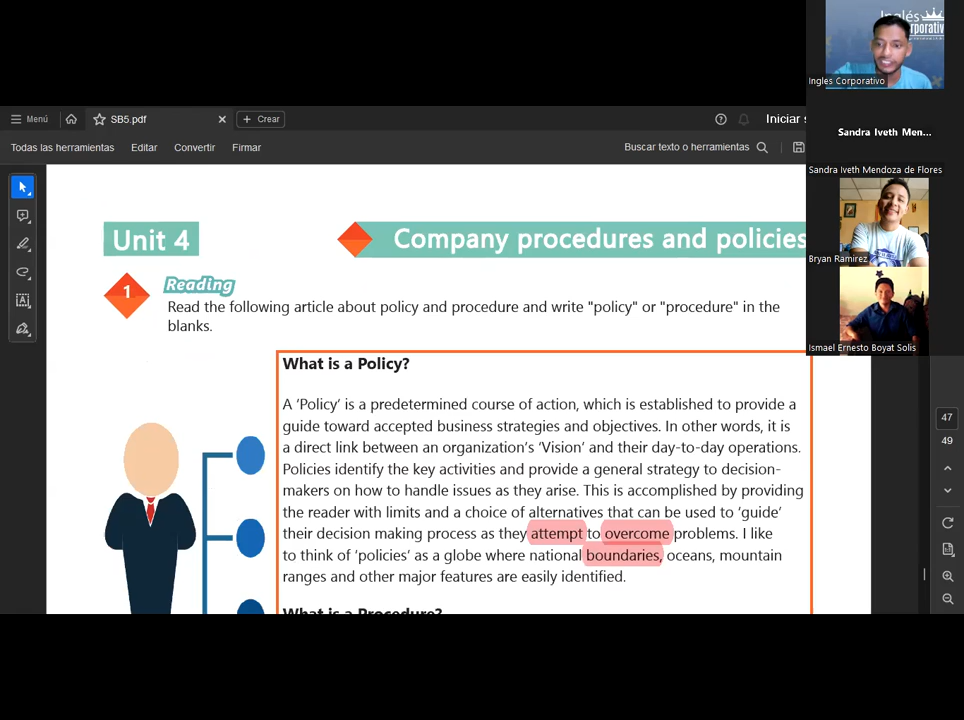 Inglés
Corporativo
Ingles Corporativo
Menú
SB5.pdf
Crear
Iniciar s
Todas las herramientas
Editar
Convertir
Firmar
Buscar texto o herramientas
Sandra Iveth Men...
Sandra Iveth Mendoza de Flores
Bryan Ramirez
Ismael Ernesto Boyat Solis
Unit 4
Company procedures and policies
1
Reading
Read the following article about policy and procedure and write "policy" or "procedure" in the
blanks.
What is a Policy?
A ‘Policy’ is a predetermined course of action, which is established to provide a
guide toward accepted business strategies and objectives. In other words, it is
a direct link between an organization’s ‘Vision’ and their day-to-day operations.
Policies identify the key activities and provide a general strategy to decision-
makers on how to handle issues as they arise. This is accomplished by providing
the reader with limits and a choice of alternatives that can be used to ‘guide’
their decision making process as they attempt to overcome problems. I like
to think of ‘policies’ as a globe where national boundaries, oceans, mountain
ranges and other major features are easily identified.
What is a Procedure?
47
49